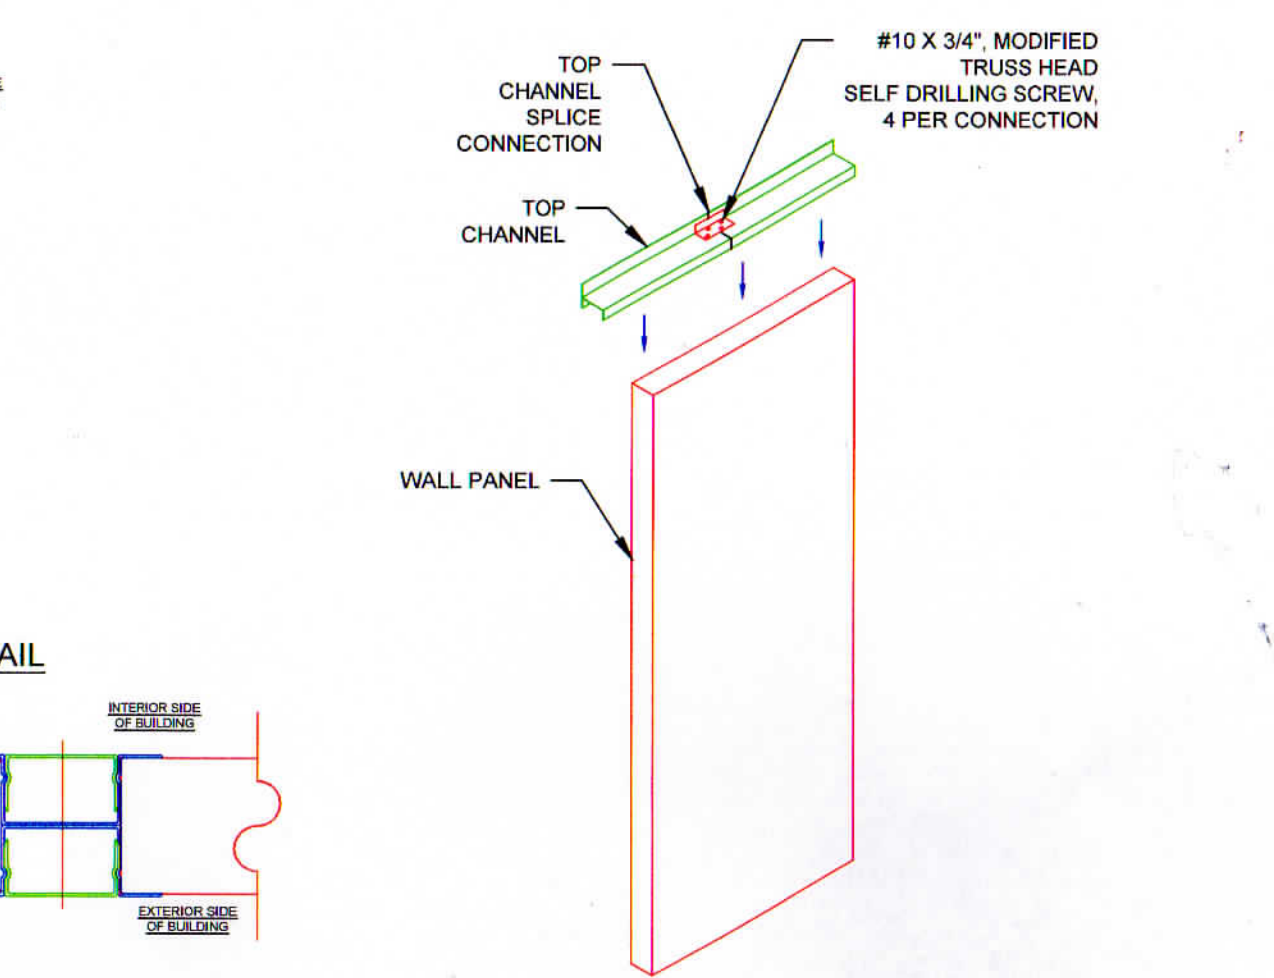 TOP
CHANNEL
SPLICE
CONNECTION
#10 X 3/4", MODIFIED
TRUSS HEAD
SELF DRILLING SCREW,
4 PER CONNECTION
TOP
CHANNEL
WALL PANEL
AIL
INTERIOR SIDE
OF BUILDING
EXTERIOR SIDE
OF BUILDING